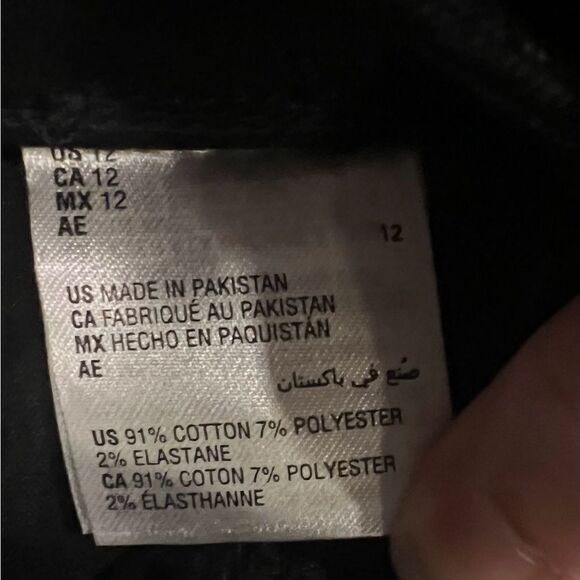 US 12
CA 12
MX 12
AE 12
US MADE IN PAKISTAN
CA FABRIQUÉ AU PAKISTAN
MX HECHO EN PAQUISTÁN
AE
صُنع في باكستان
US 91% COTTON 7% POLYESTER
2% ELASTANE
CA 91% COTON 7% POLYESTER
2% ÉLASTHANNE